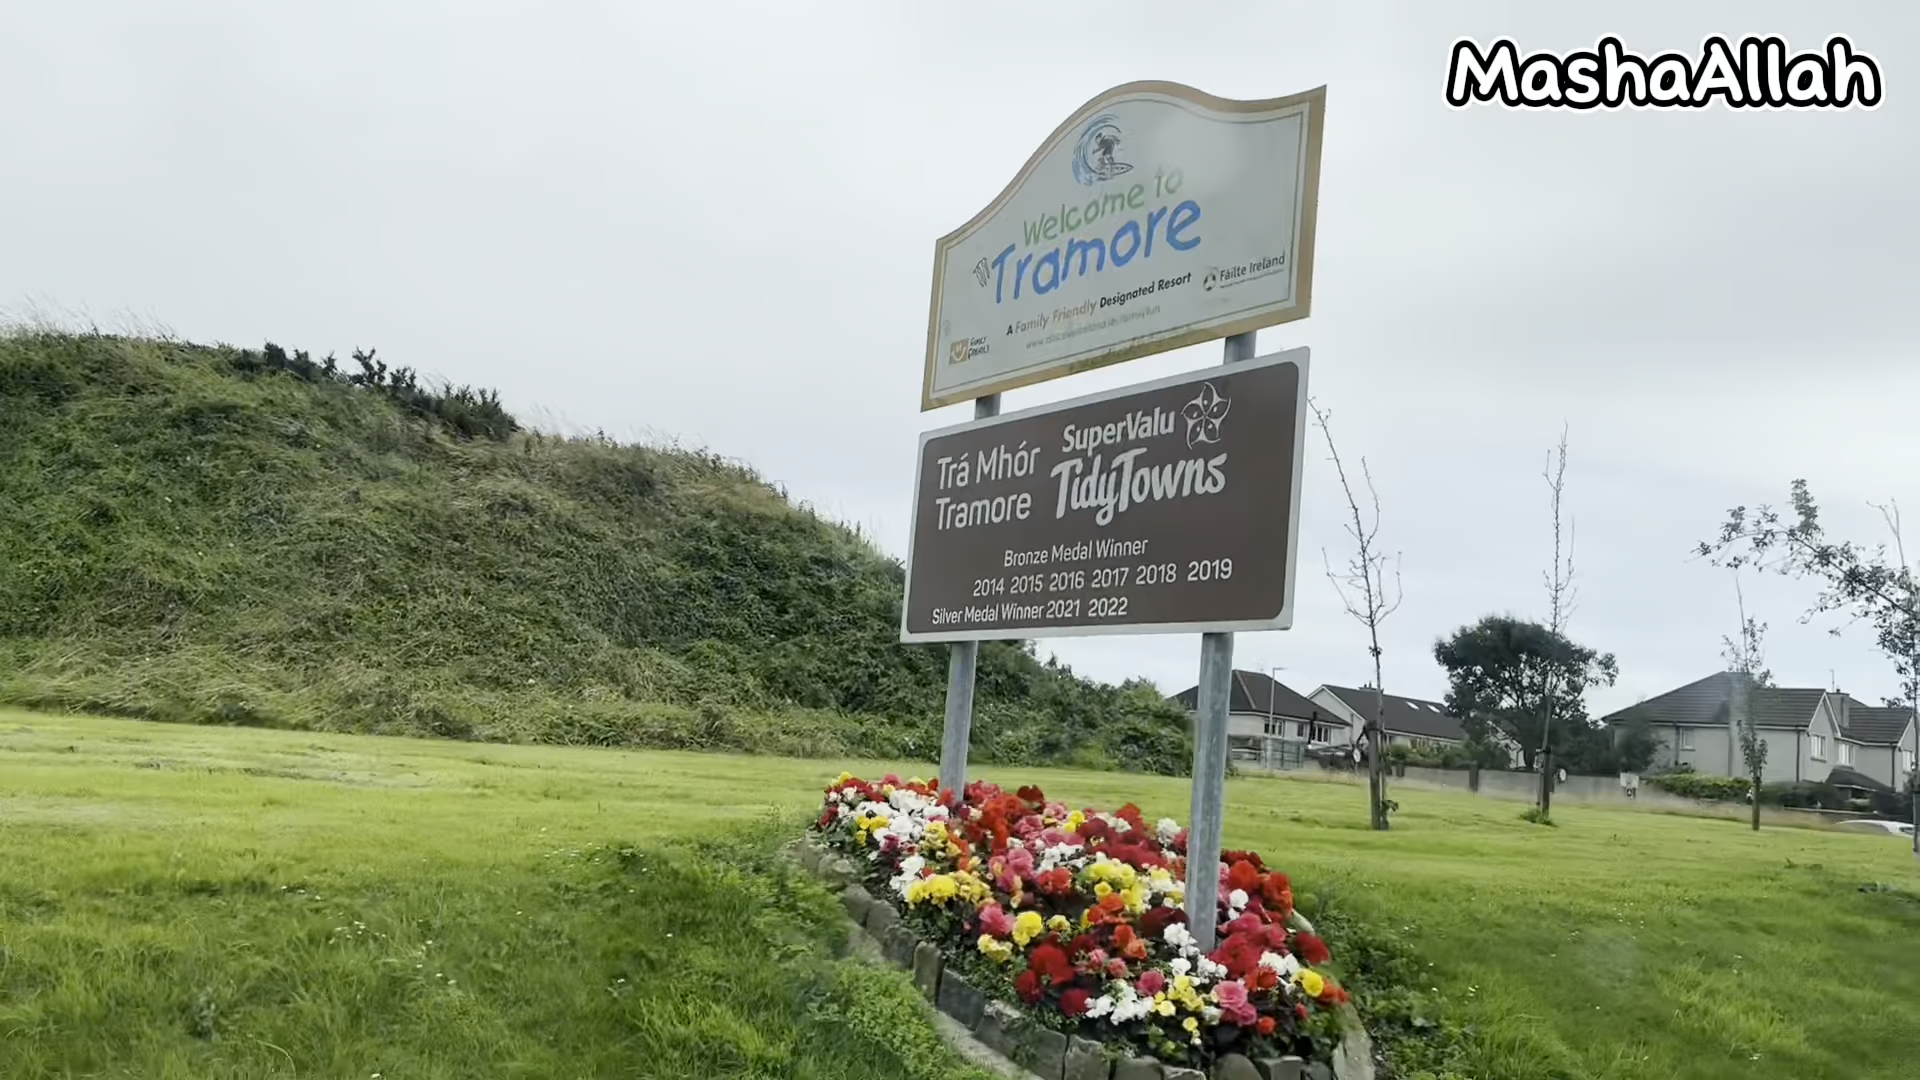 MashaAllah
Welcome to
Tramore
A Family Friendly Designated Resort
Fáilte Ireland
Trá Mhór
Tramore
SuperValu
TidyTowns
Bronze Medal Winner
2014 2015 2016 2017 2018 2019
Silver Medal Winner 2021 2022